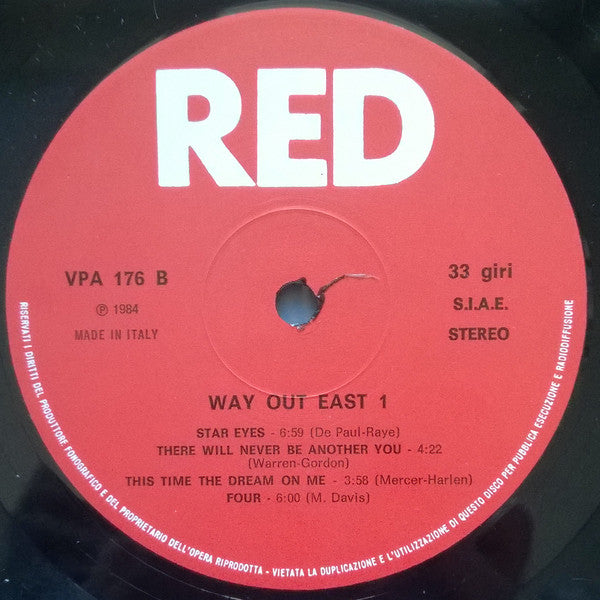 RED
VPA 176 B
℗ 1984
MADE IN ITALY
33 giri
S.I.A.E.
STEREO
WAY OUT EAST 1
STAR EYES - 6:59 (De Paul-Raye)
THERE WILL NEVER BE ANOTHER YOU - 4:22
(Warren-Gordon)
THIS TIME THE DREAM ON ME - 3:58 (Mercer-Harlen)
FOUR - 6:00 (M. Davis)
RISERVATI I DIRITTI DEL PRODUTTORE FONOGRAFICO E DEL PROPRIETARIO DELL'OPERA RIPRODOTTA - VIETATA LA DUPLICAZIONE E L'UTILIZZAZIONE DI QUESTO DISCO PER PUBBLICA ESECUZIONE E RADIODIFFUSIONE